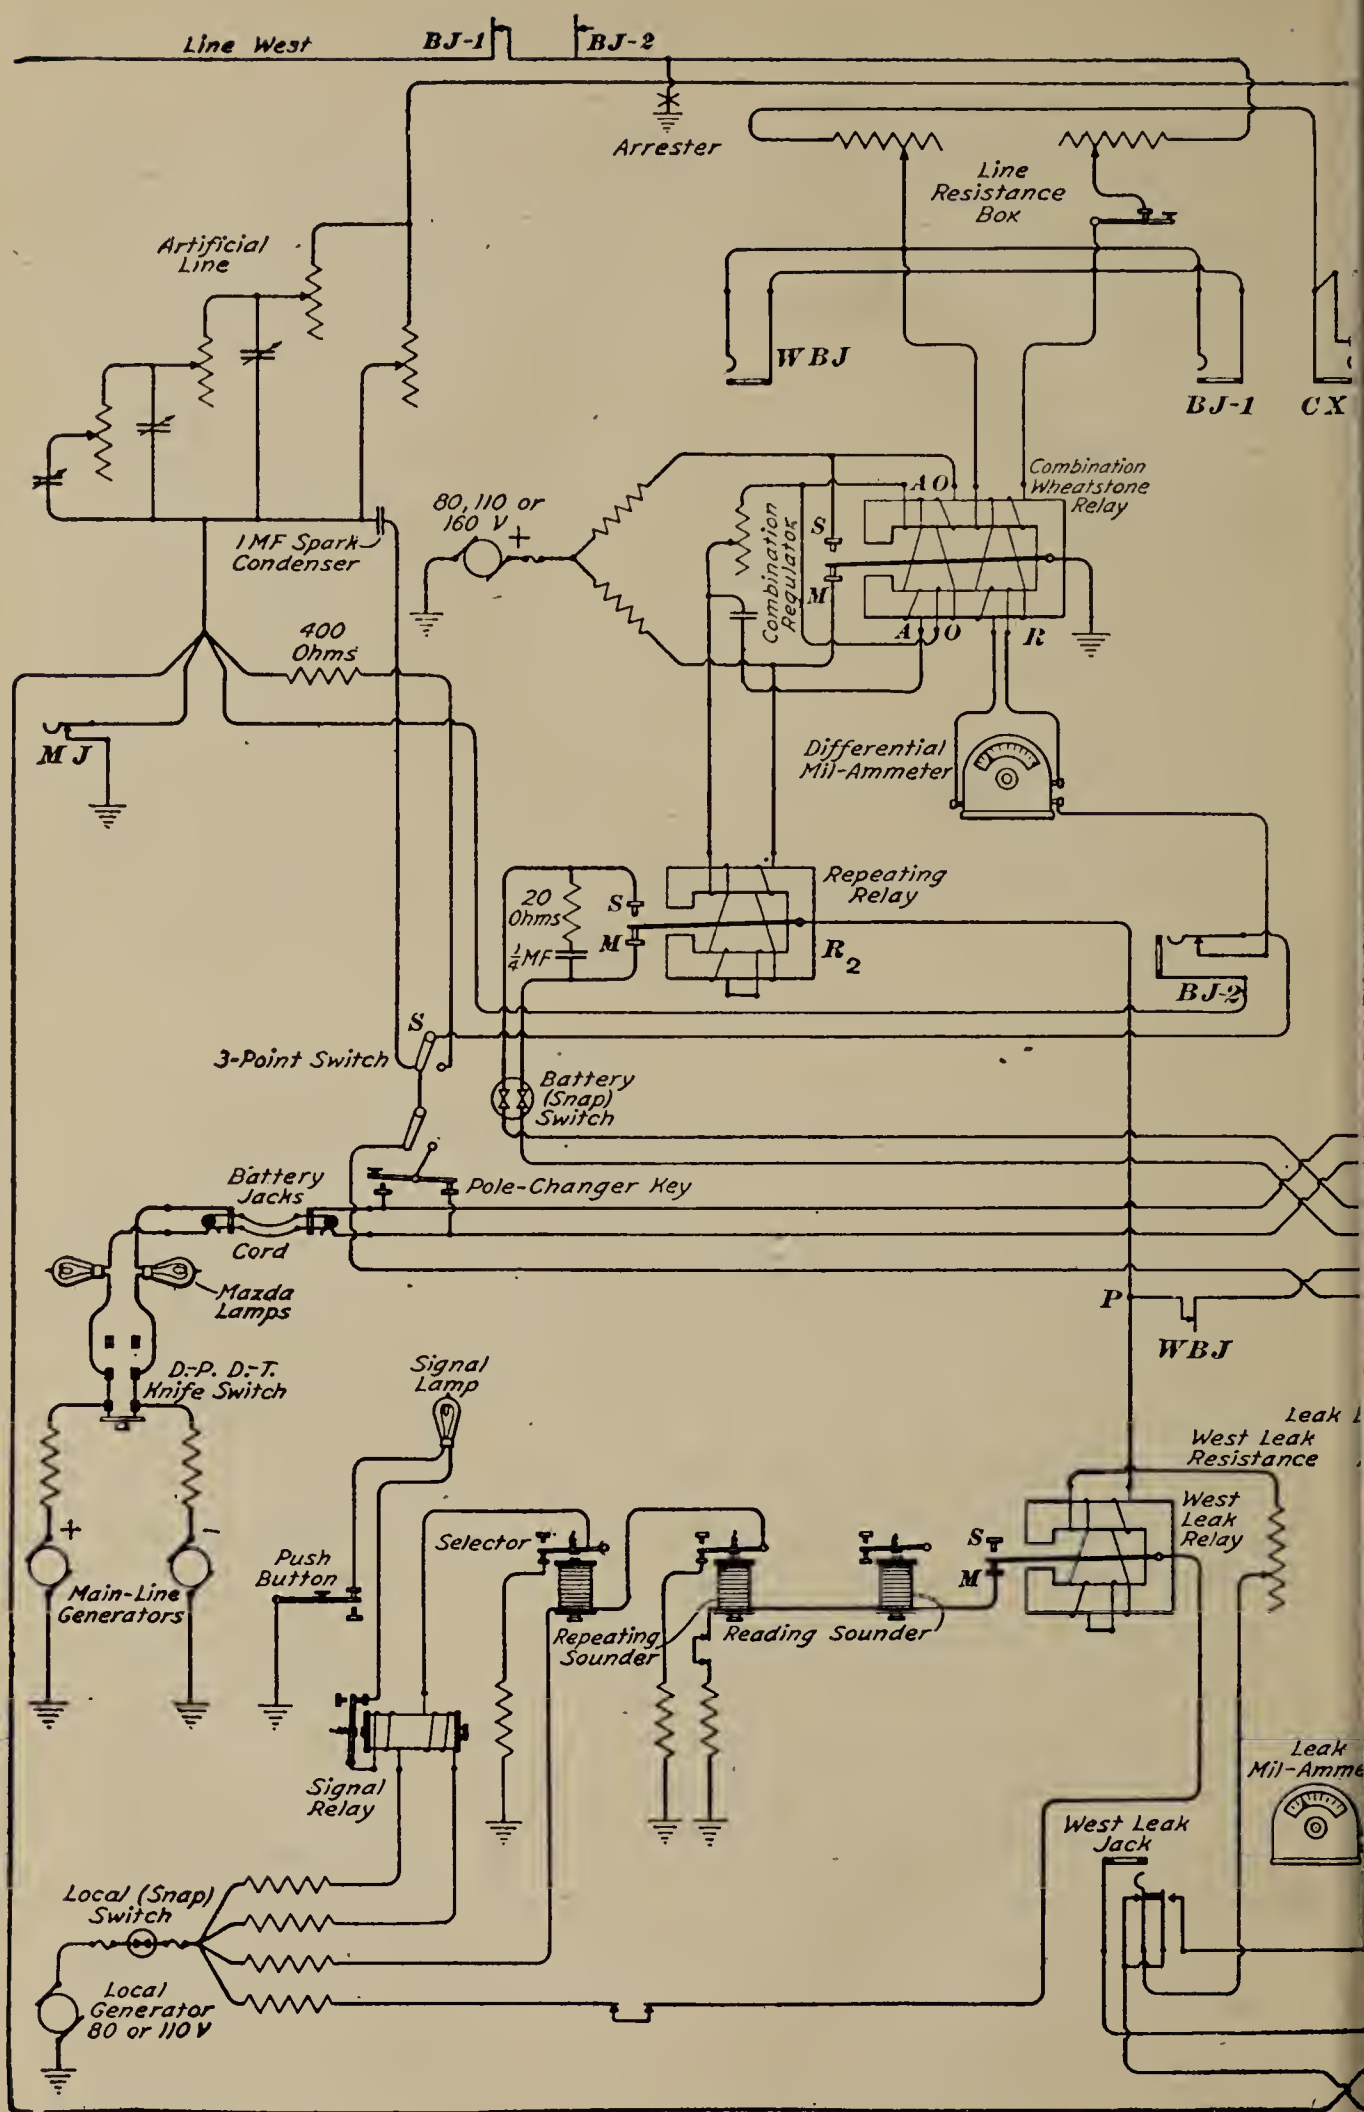 Line West
BJ-1
BJ-2
Arrester
Line
Resistance
Box
Artificial
Line
WBJ
BJ-1
CX
Combination
Wheatstone
Relay
80, 110 or
160 V
+
1 MF Spark
Condenser
Combination
Regulator
S
M
A O
A O
R
400
Ohms
MJ
Differential
Mil-Ammeter
20
Ohms
¼ MF
S
M
Repeating
Relay
R2
BJ-2
S
3-Point Switch
Battery
(Snap)
Switch
Battery
Jacks
Pole-Changer Key
Cord
Mazda
Lamps
P
WBJ
D.-P. D.-T.
Knife Switch
Signal
Lamp
Leak
West Leak
Resistance
+
-
Main-Line
Generators
Push
Button
Selector
Repeating
Sounder
Reading Sounder
S
M
West
Leak
Relay
Signal
Relay
Leak
Mil-Amme
West Leak
Jack
Local (Snap)
Switch
Local
Generator
80 or 110 V